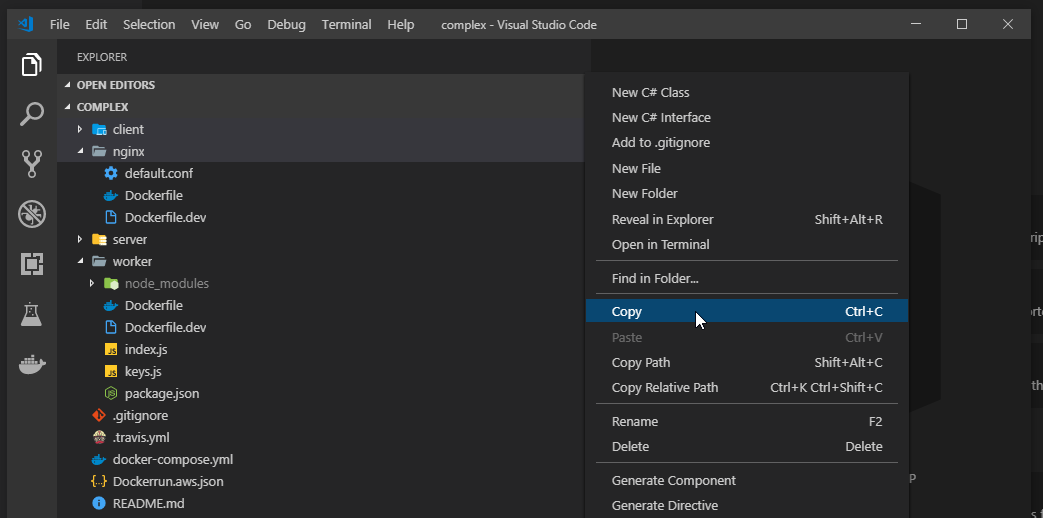 File Edit Selection View Go Debug Terminal Help complex - Visual Studio Code
EXPLORER
OPEN EDITORS
COMPLEX
client
nginx
default.conf
Dockerfile
Dockerfile.dev
server
worker
node_modules
Dockerfile
Dockerfile.dev
JS index.js
JS keys.js
package.json
.gitignore
.travis.yml
docker-compose.yml
{..} Dockerrun.aws.json
README.md
New C# Class
New C# Interface
Add to .gitignore
New File
New Folder
Reveal in Explorer Shift+Alt+R
Open in Terminal
Find in Folder...
Copy Ctrl+C
Paste Ctrl+V
Copy Path Shift+Alt+C
Copy Relative Path Ctrl+K Ctrl+Shift+C
Rename F2
Delete Delete
Generate Component
Generate Directive